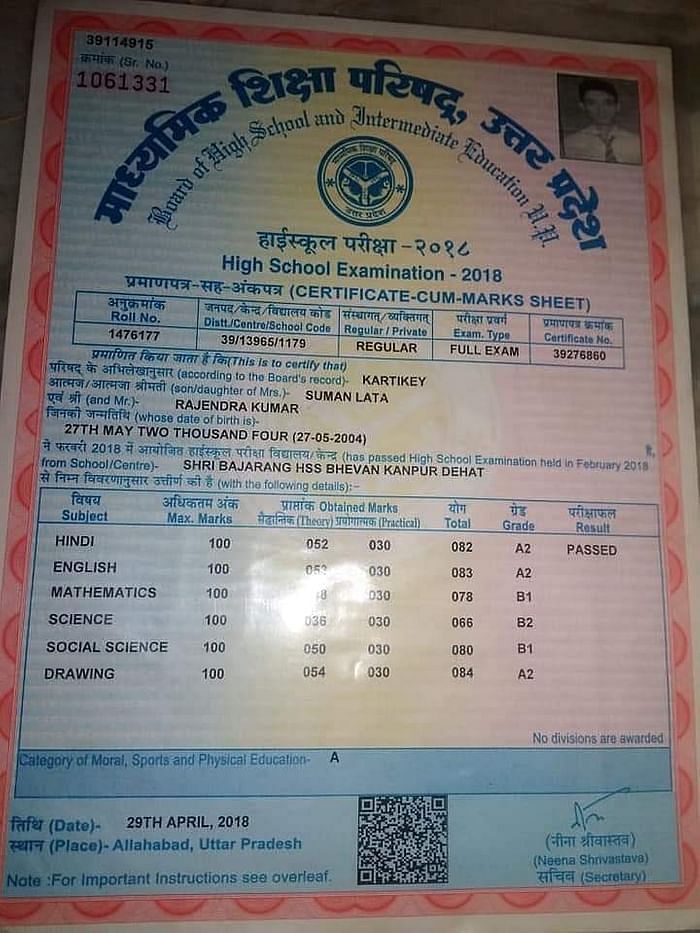 39114915
क्रमांक (Sr. No.)
1061331
माध्यमिक शिक्षा परिषद्, उत्तर प्रदेश
Board of High School and Intermediate Education U.P.
माध्यमिक शिक्षा परिषद
उत्तर प्रदेश
हाईस्कूल परीक्षा -२०१८
High School Examination - 2018
प्रमाणपत्र-सह-अंकपत्र (CERTIFICATE-CUM-MARKS SHEET)
अनुक्रमांक जनपद/केन्द्र/विद्यालय कोड संस्थागत/व्यक्तिगत परीक्षा प्रवर्ग प्रमाणपत्र क्रमांक
Roll No. Distt./Centre/School Code Regular / Private Exam. Type Certificate No.
1476177 39/13965/1179 REGULAR FULL EXAM 39276860
प्रमाणित किया जाता है कि(This is to certify that)
परिषद् के अभिलेखानुसार (according to the Board's record)- KARTIKEY
आत्मज/आत्मजा श्रीमती (son/daughter of Mrs.)- SUMAN LATA
एवं श्री (and Mr.)- RAJENDRA KUMAR
जिनकी जन्मतिथि (whose date of birth is)-
27TH MAY TWO THOUSAND FOUR (27-05-2004) है,
ने फरवरी 2018 में आयोजित हाईस्कूल परीक्षा विद्यालय/केन्द्र (has passed High School Examination held in February 2018
from School/Centre)- SHRI BAJARANG HSS BHEVAN KANPUR DEHAT
से निम्न विवरणानुसार उत्तीर्ण की है (with the following details):-
विषय अधिकतम अंक प्राप्तांक Obtained Marks योग ग्रेड परीक्षाफल
Subject Max. Marks सैद्धान्तिक (Theory) प्रयोगात्मक (Practical) Total Grade Result
HINDI 100 052 030 082 A2 PASSED
ENGLISH 100 030 083 A2
MATHEMATICS 100 030 078 B1
SCIENCE 100 036 030 066 B2
SOCIAL SCIENCE 100 050 030 080 B1
DRAWING 100 054 030 084 A2
No divisions are awarded
Category of Moral, Sports and Physical Education- A
तिथि (Date)- 29TH APRIL, 2018
स्थान (Place)- Allahabad, Uttar Pradesh
(नीना श्रीवास्तव)
(Neena Shrivastava)
सचिव (Secretary)
Note :For Important Instructions see overleaf.